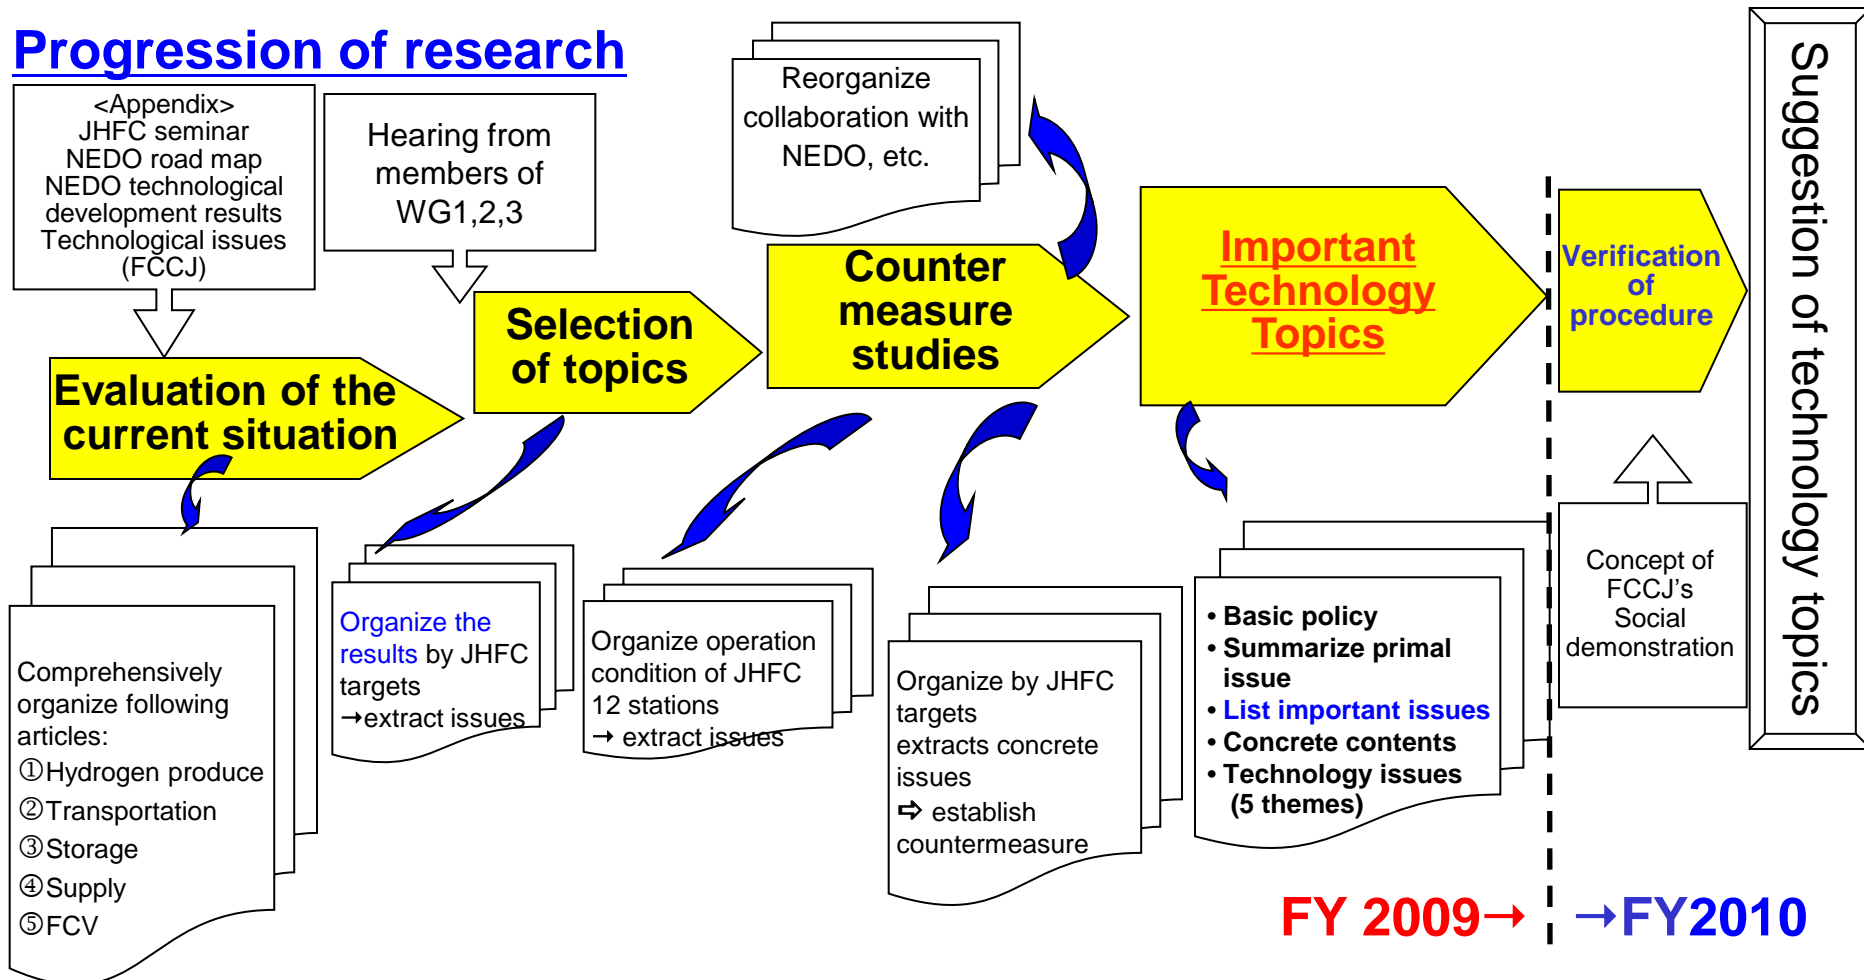 Progression of research
<Appendix>
JHFC seminar
NEDO road map
NEDO technological
development results
Technological issues
(FCCJ)
Hearing from
members of
WG1,2,3
Reorganize
collaboration with
NEDO, etc.
Evaluation of the
current situation
Selection
of topics
Counter
measure
studies
Important
Technology
Topics
Verification
of
procedure
Suggestion of technology topics
Comprehensively
organize following
articles:
①Hydrogen produce
②Transportation
③Storage
④Supply
⑤FCV
Organize the
results by JHFC
targets
→extract issues
Organize operation
condition of JHFC
12 stations
→ extract issues
Organize by JHFC
targets
extracts concrete
issues
⇨ establish
countermeasure
• Basic policy
• Summarize primal
issue
• List important issues
• Concrete contents
• Technology issues
(5 themes)
Concept of
FCCJ’s
Social
demonstration
FY 2009→
→FY2010